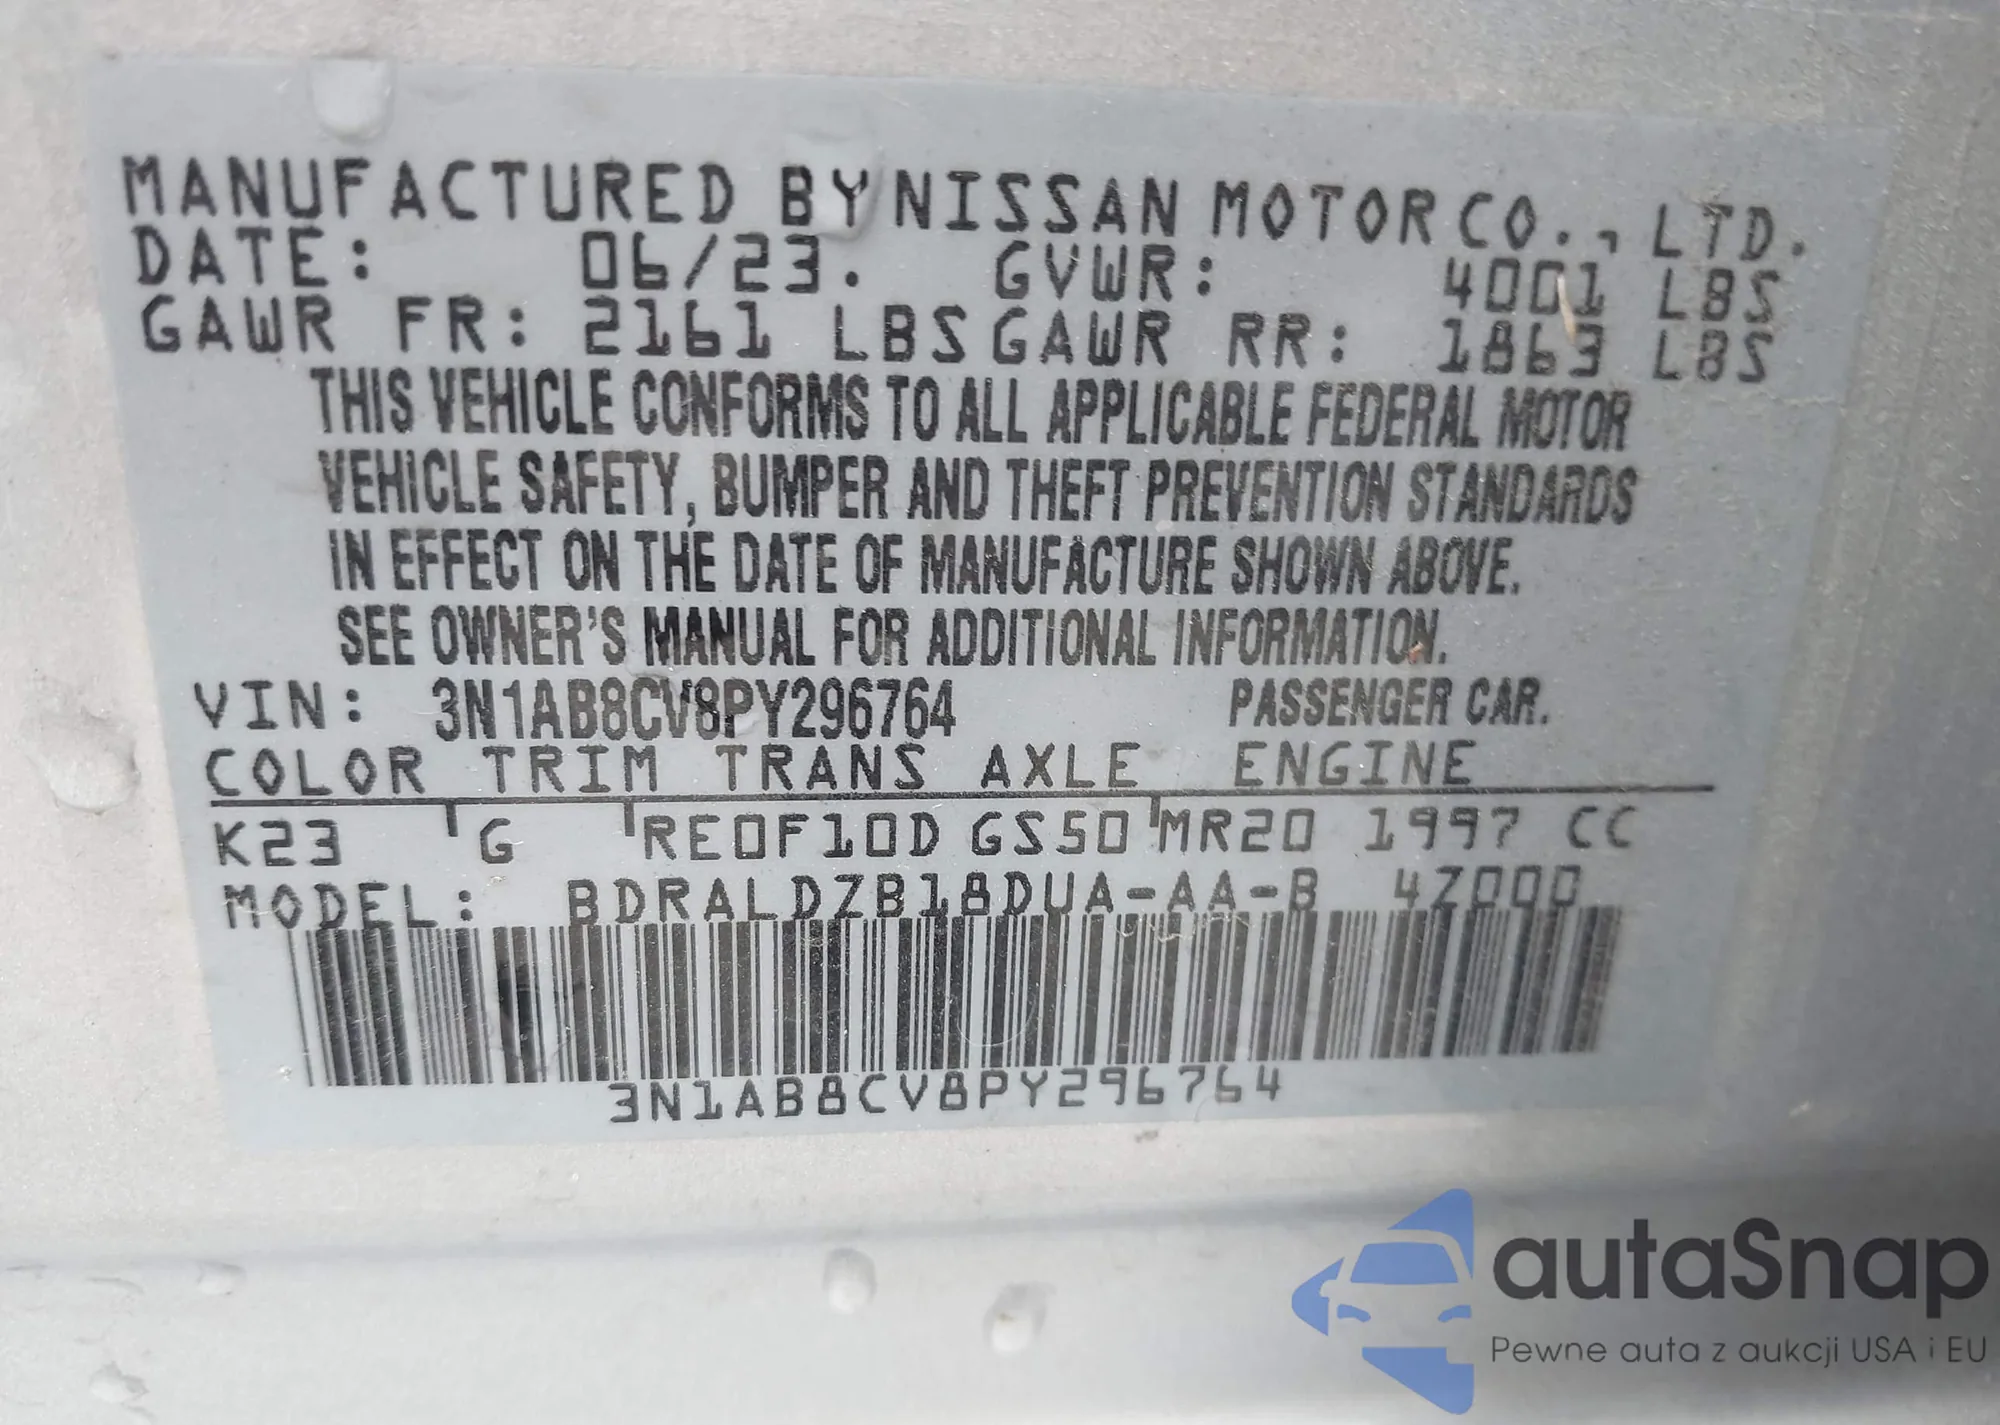 MANUFACTURED BY NISSAN MOTOR CO., LTD.
DATE: 06/23. GVWR: 4001 LBS
GAWR FR: 2161 LBS GAWR RR: 1863 LBS
THIS VEHICLE CONFORMS TO ALL APPLICABLE FEDERAL MOTOR
VEHICLE SAFETY, BUMPER AND THEFT PREVENTION STANDARDS
IN EFFECT ON THE DATE OF MANUFACTURE SHOWN ABOVE.
SEE OWNER'S MANUAL FOR ADDITIONAL INFORMATION.
VIN: 3N1AB8CV8PY296764 PASSENGER CAR.
COLOR TRIM TRANS AXLE ENGINE
K23 G RE0F10D GS50 MR20 1997 CC
MODEL: BDRALDZB18DUA-AA-B 4Z000
3N1AB8CV8PY296764
autaSnap
Pewne auta z aukcji USA i EU